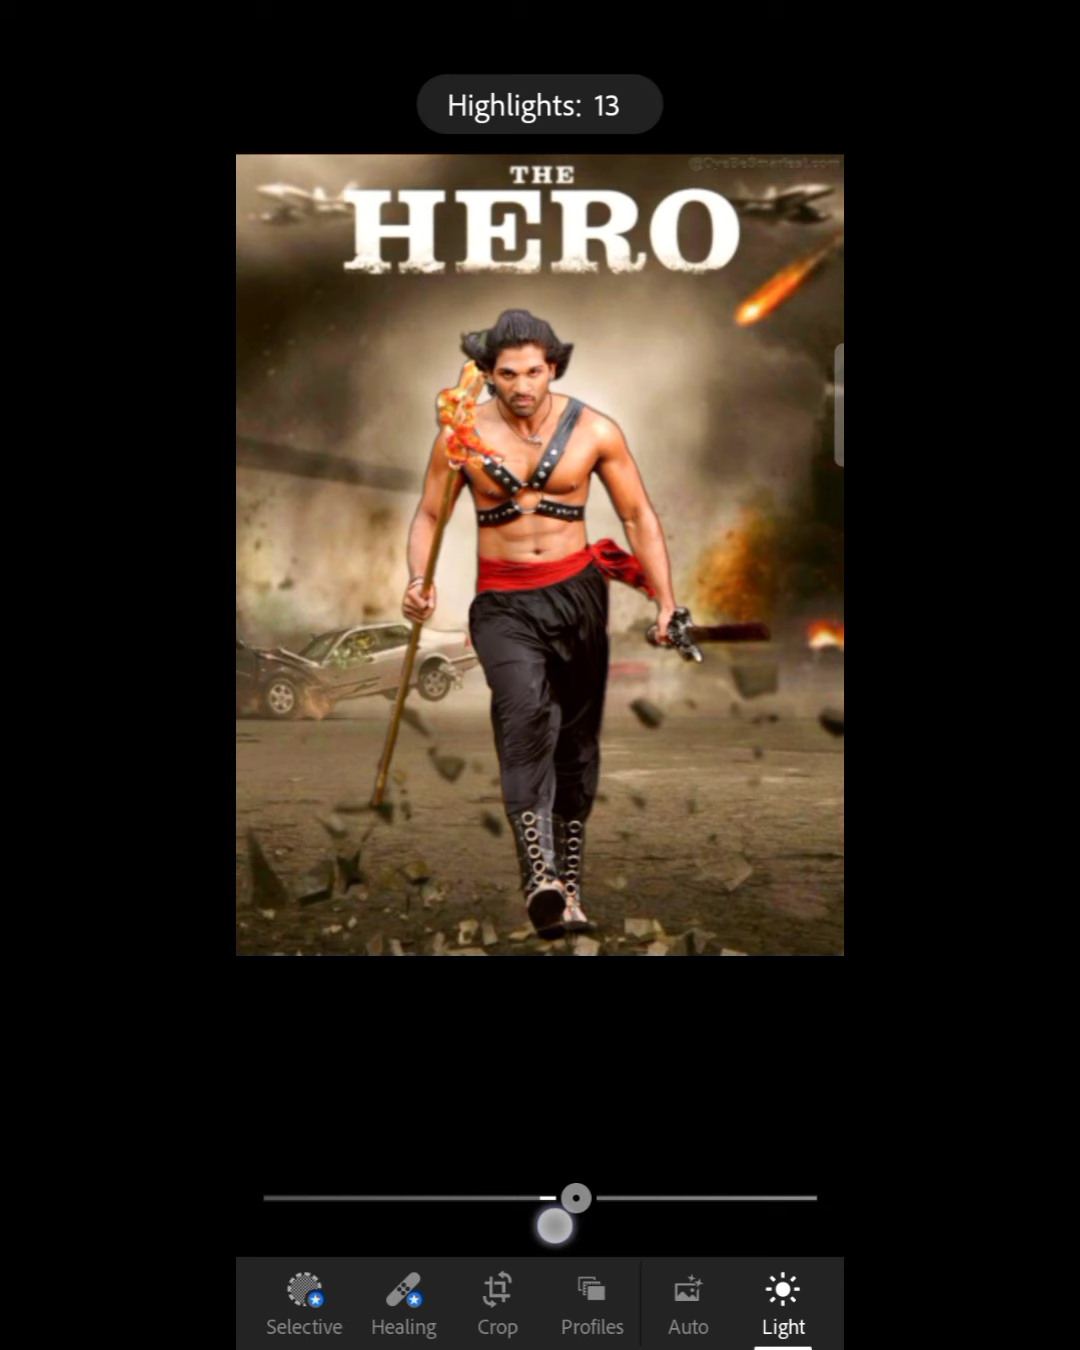 Highlights: 13
THE
HERO
Selective
Healing
Crop
Profiles
Auto
Light